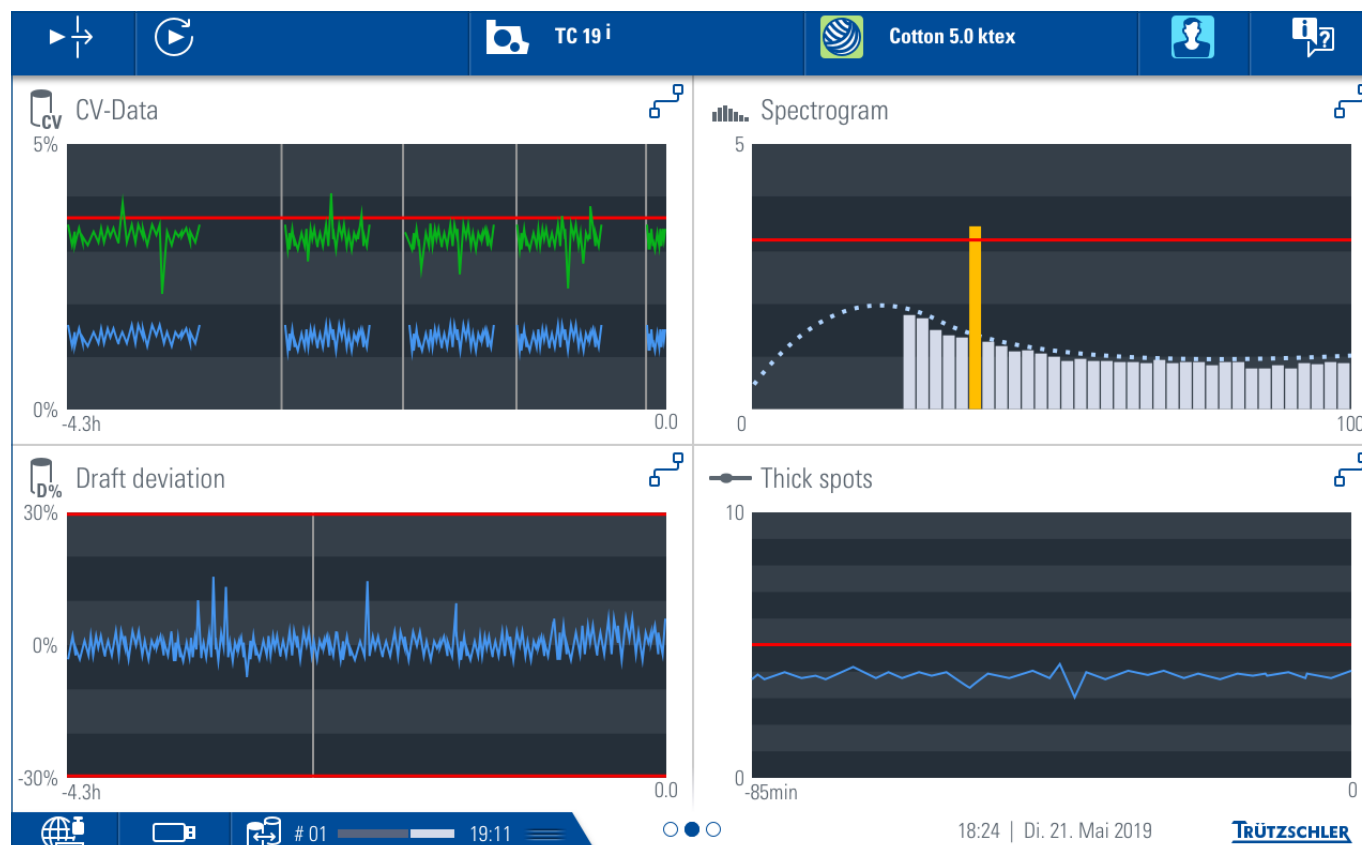 TC 19 i
Cotton 5.0 ktex
i ?
CV CV-Data
5%
0%
-4.3h
0.0
Spectrogram
5
0
100
D% Draft deviation
30%
0%
-30%
-4.3h
0.0
Thick spots
10
0
-85min
0
# 01
19:11
18:24 | Di. 21. Mai 2019
TRÜTZSCHLER